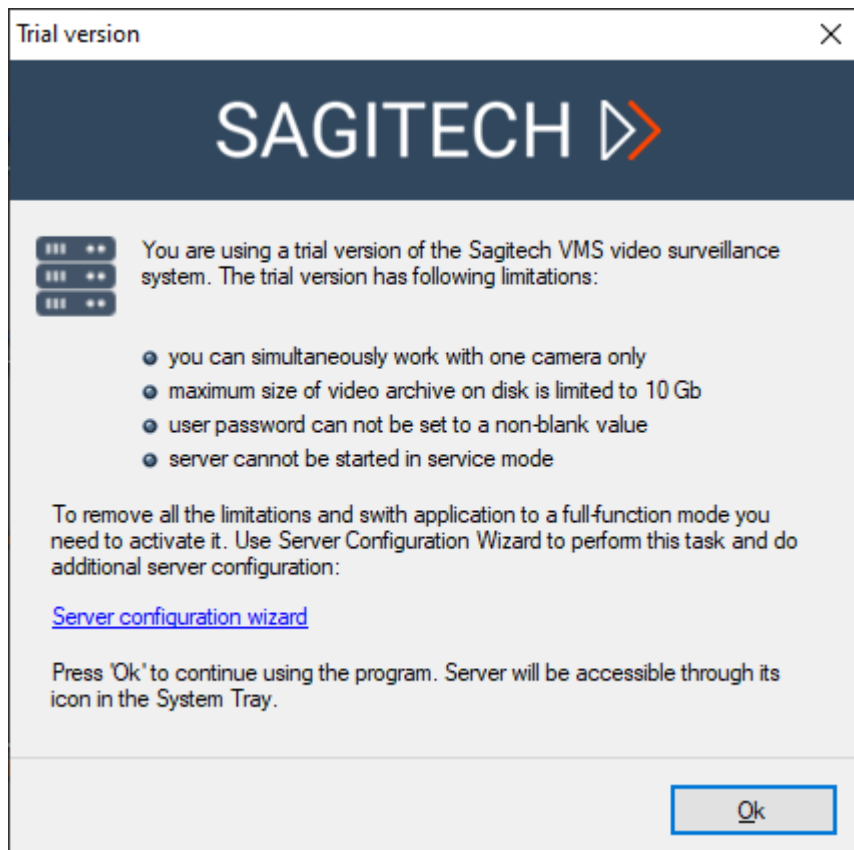 Trial version
SAGITECH
You are using a trial version of the Sagitech VMS video surveillance
system. The trial version has following limitations:
you can simultaneously work with one camera only
maximum size of video archive on disk is limited to 10 Gb
user password can not be set to a non-blank value
server cannot be started in service mode
To remove all the limitations and swith application to a full-function mode you
need to activate it. Use Server Configuration Wizard to perform this task and do
additional server configuration:
Server configuration wizard
Press 'Ok' to continue using the program. Server will be accessible through its
icon in the System Tray.
Ok